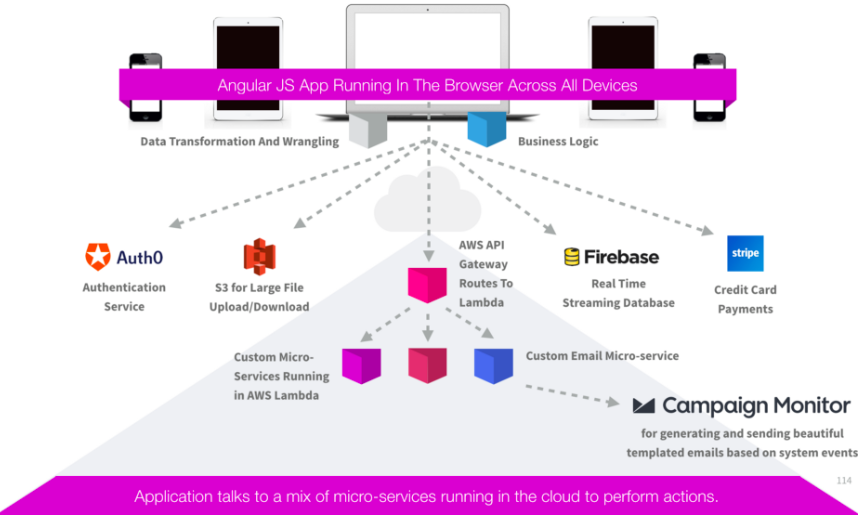 Angular JS App Running In The Browser Across All Devices
Data Transformation And Wrangling
Business Logic
Auth0
Authentication
Service
S3 for Large File
Upload/Download
AWS API
Gateway
Routes To
Lambda
Firebase
Real Time
Streaming Database
stripe
Credit Card
Payments
Custom Micro-
Services Running
in AWS Lambda
Custom Email Micro-service
Campaign Monitor
for generating and sending beautiful
templated emails based on system events
114
Application talks to a mix of micro-services running in the cloud to perform actions.